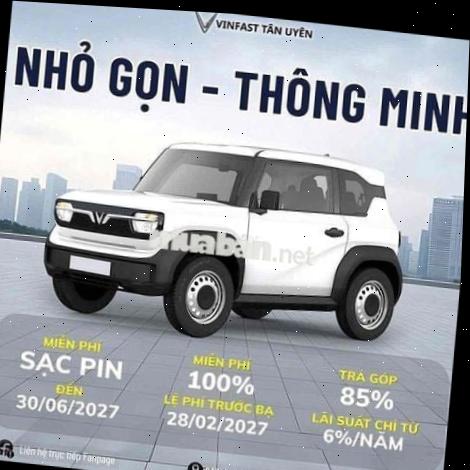 VINFAST TÂN UYÊN
NHỎ GỌN - THÔNG MINH
muaban.net
MIỄN PHÍ
SẠC PIN
ĐẾN
30/06/2027
MIỄN PHÍ
100%
LỆ PHÍ TRƯỚC BẠ
28/02/2027
TRẢ GÓP
85%
LÃI SUẤT CHỈ TỪ
6%/NĂM
Liên hệ trực tiếp Fanpage